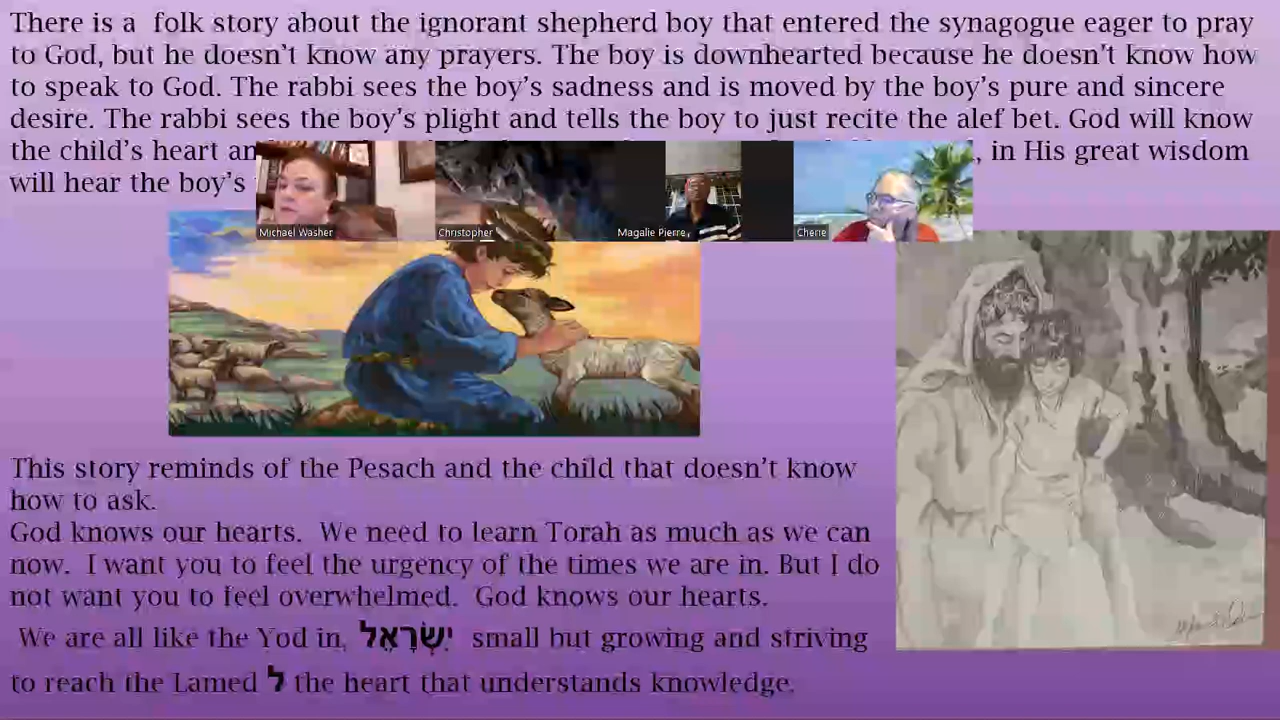 There is a folk story about the ignorant shepherd boy that entered the synagogue eager to pray
to God, but he doesn't know any prayers. The boy is downhearted because he doesn't know how
to speak to God. The rabbi sees the boy's sadness and is moved by the boy's pure and sincere
desire. The rabbi sees the boy's plight and tells the boy to just recite the alef bet. God will know
the child's heart , in His great wisdom
will hear the boy's
Michael Washer
Christopher
Magalie Pierre,
Cherie
This story reminds of the Pesach and the child that doesn't know
how to ask.
God knows our hearts. We need to learn Torah as much as we can
now. I want you to feel the urgency of the times we are in. But I do
not want you to feel overwhelmed. God knows our hearts.
We are all like the Yod in, יִשְׂרָאֶל small but growing and striving
to reach the Lamed ל the heart that understands knowledge.